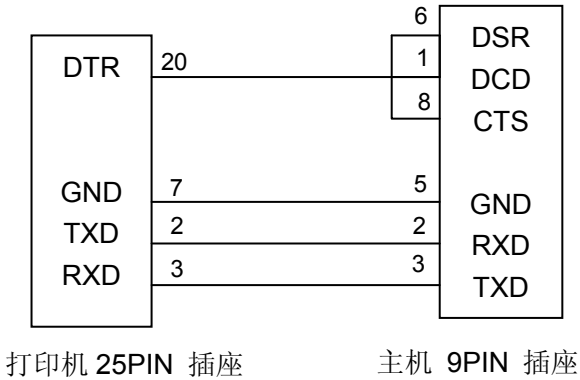 DTR 20
GND 7
TXD 2
RXD 3
6 DSR
1 DCD
8 CTS
5 GND
2 RXD
3 TXD
打印机 25PIN 插座
主机 9PIN 插座